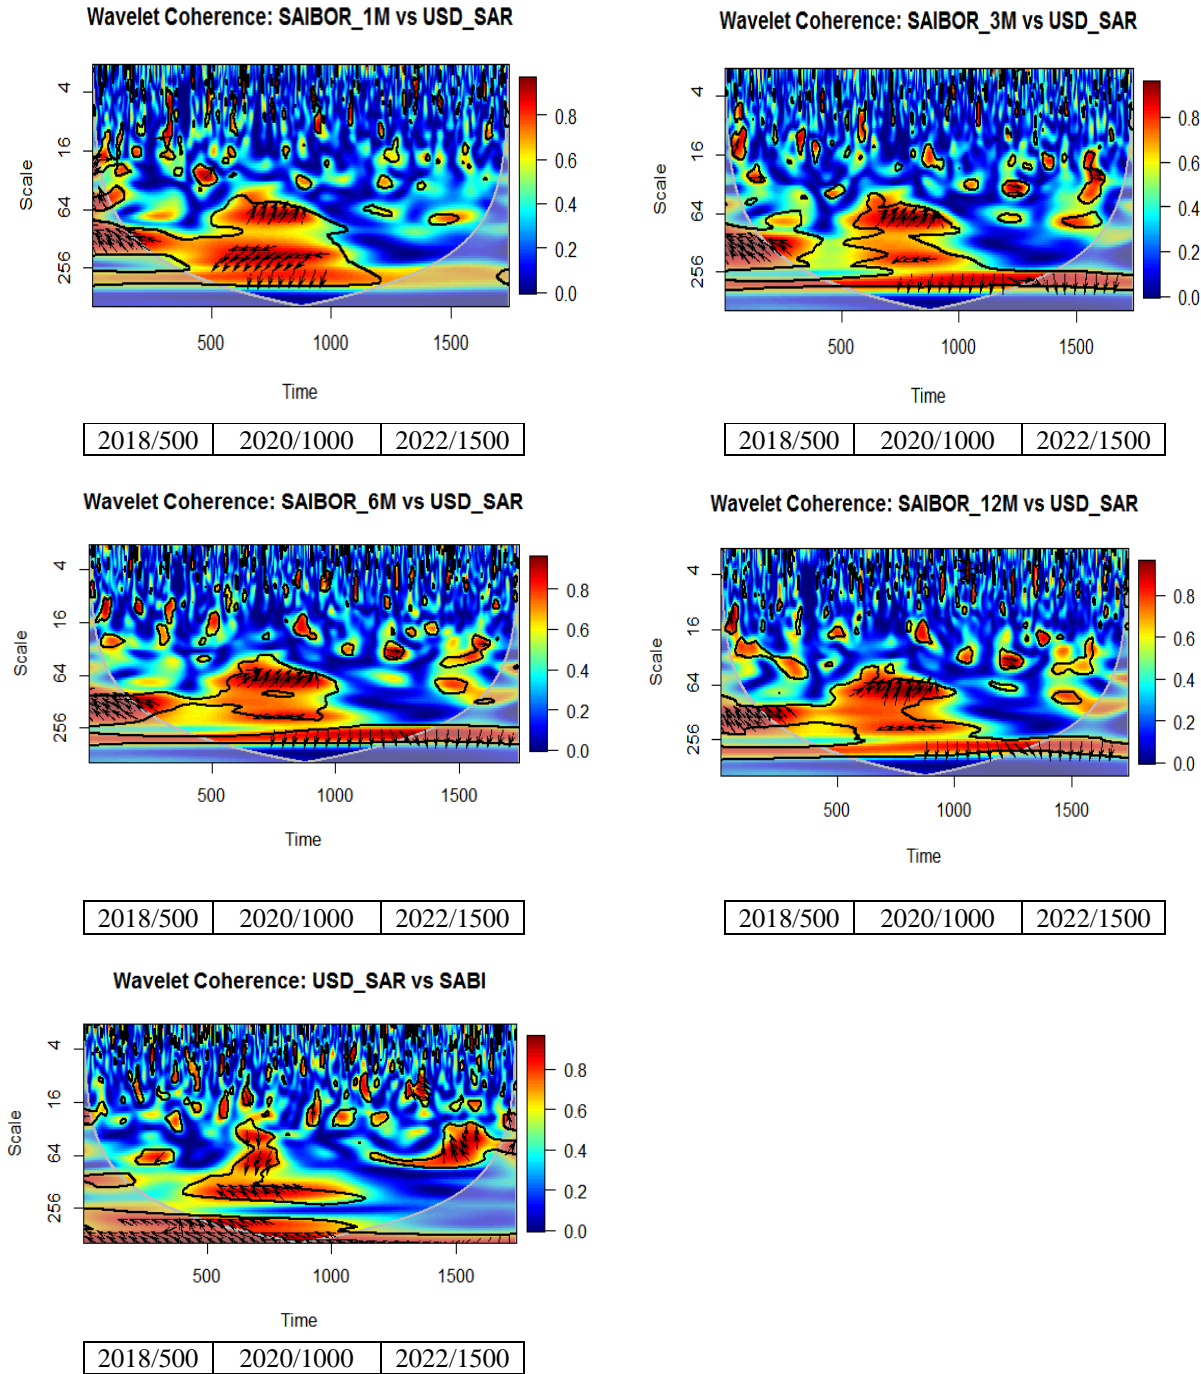 Wavelet Coherence: SAIBOR_1M vs USD_SAR
Scale
4
16
64
256
0.8
0.6
0.4
0.2
0.0
500 1000 1500
Time
2018/500 2020/1000 2022/1500
Wavelet Coherence: SAIBOR_3M vs USD_SAR
Scale
4
16
64
256
0.8
0.6
0.4
0.2
0.0
500 1000 1500
Time
2018/500 2020/1000 2022/1500
Wavelet Coherence: SAIBOR_6M vs USD_SAR
Scale
4
16
64
256
0.8
0.6
0.4
0.2
0.0
500 1000 1500
Time
2018/500 2020/1000 2022/1500
Wavelet Coherence: SAIBOR_12M vs USD_SAR
Scale
4
16
64
256
0.8
0.6
0.4
0.2
0.0
500 1000 1500
Time
2018/500 2020/1000 2022/1500
Wavelet Coherence: USD_SAR vs SABI
Scale
4
16
64
256
0.8
0.6
0.4
0.2
0.0
500 1000 1500
Time
2018/500 2020/1000 2022/1500